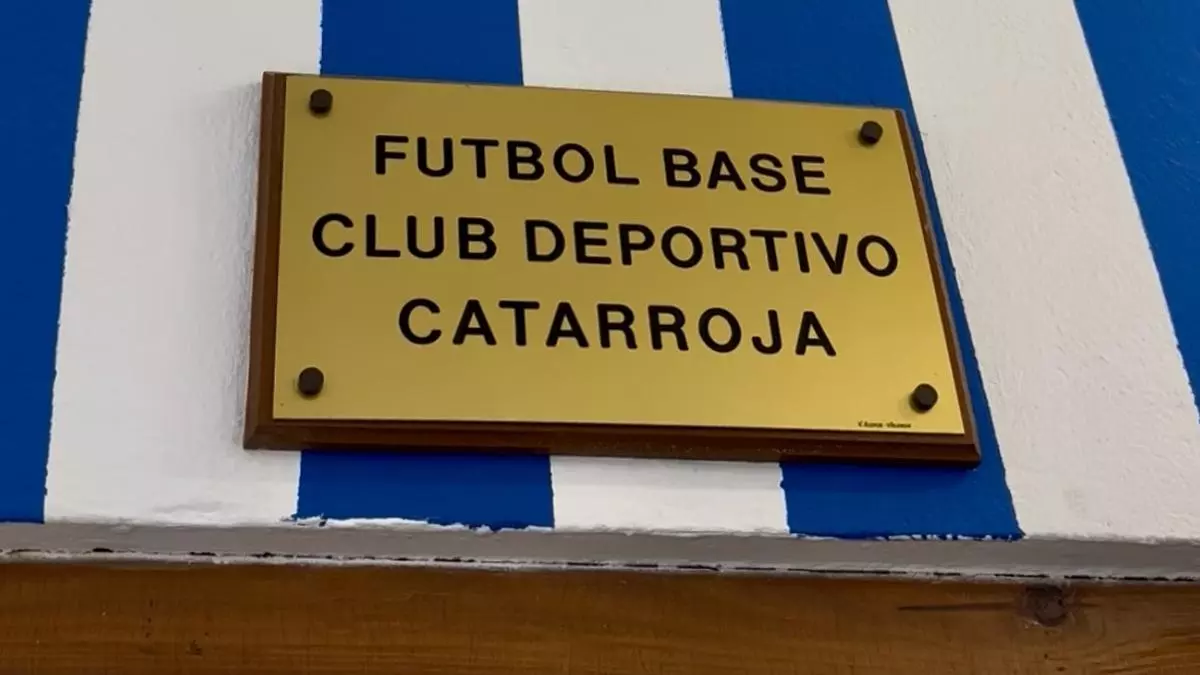 FUTBOL BASE
CLUB DEPORTIVO
CATARROJA